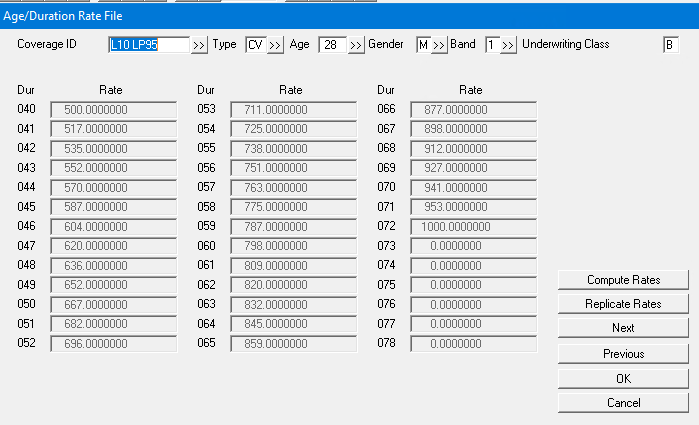 Age/Duration Rate File
Coverage ID L10 LP95 >> Type CV >> Age 28 >> Gender M >> Band 1 >> Underwriting Class B
Dur Rate Dur Rate Dur Rate
040 500.0000000 053 711.0000000 066 877.0000000
041 517.0000000 054 725.0000000 067 898.0000000
042 535.0000000 055 738.0000000 068 912.0000000
043 552.0000000 056 751.0000000 069 927.0000000
044 570.0000000 057 763.0000000 070 941.0000000
045 587.0000000 058 775.0000000 071 953.0000000
046 604.0000000 059 787.0000000 072 1000.0000000
047 620.0000000 060 798.0000000 073 0.0000000
048 636.0000000 061 809.0000000 074 0.0000000
049 652.0000000 062 820.0000000 075 0.0000000
050 667.0000000 063 832.0000000 076 0.0000000
051 682.0000000 064 845.0000000 077 0.0000000
052 696.0000000 065 859.0000000 078 0.0000000
Compute Rates
Replicate Rates
Next
Previous
OK
Cancel